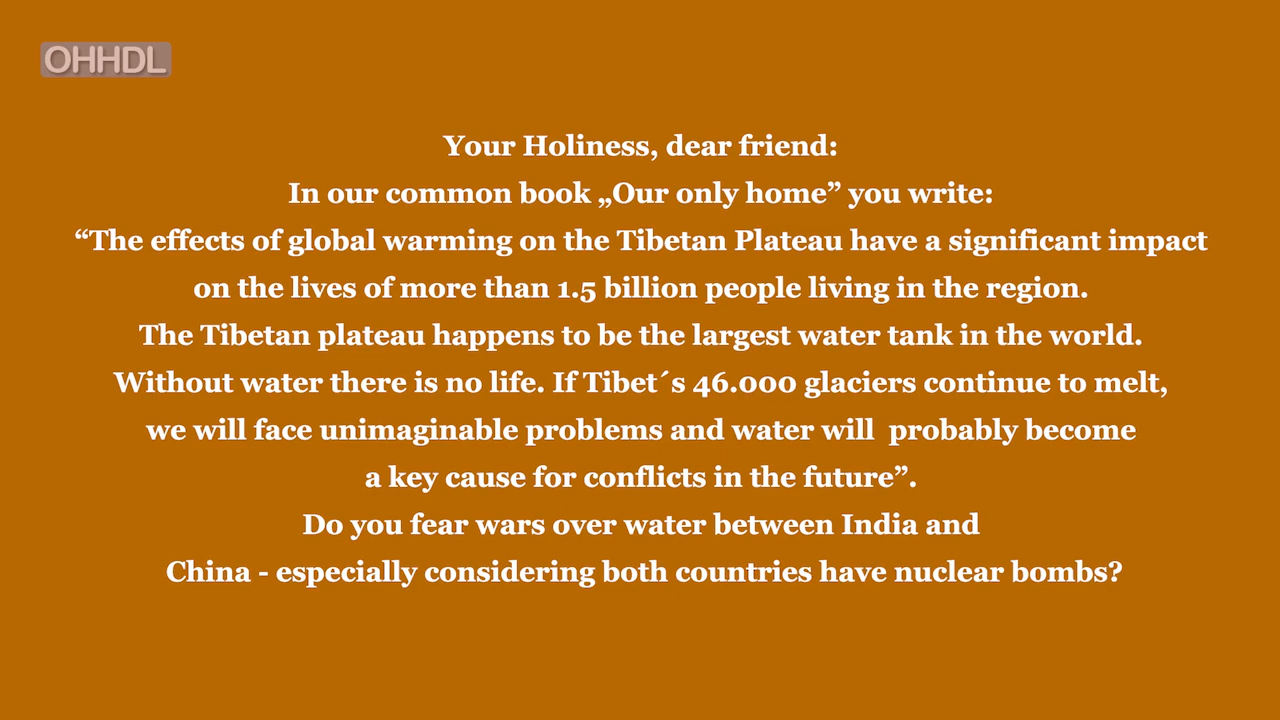 OHHDL
Your Holiness, dear friend:
In our common book „Our only home” you write:
“The effects of global warming on the Tibetan Plateau have a significant impact
on the lives of more than 1.5 billion people living in the region.
The Tibetan plateau happens to be the largest water tank in the world.
Without water there is no life. If Tibet´s 46.000 glaciers continue to melt,
we will face unimaginable problems and water will  probably become
a key cause for conflicts in the future”.
Do you fear wars over water between India and
China - especially considering both countries have nuclear bombs?